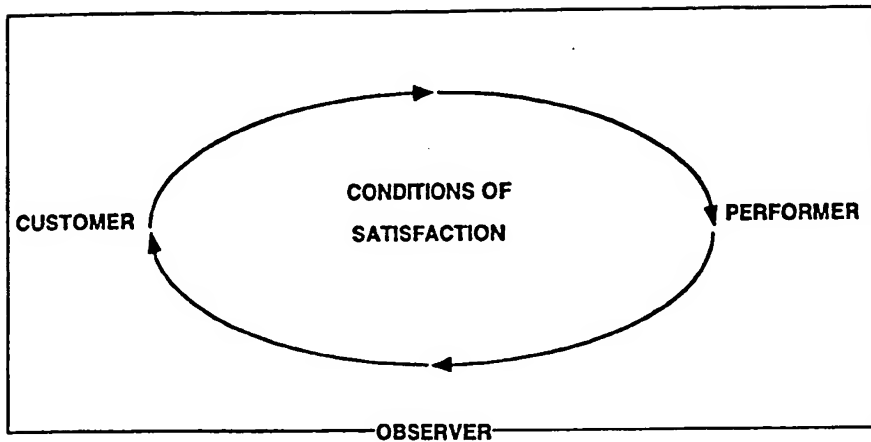 CONDITIONS OF
SATISFACTION
CUSTOMER
PERFORMER
OBSERVER